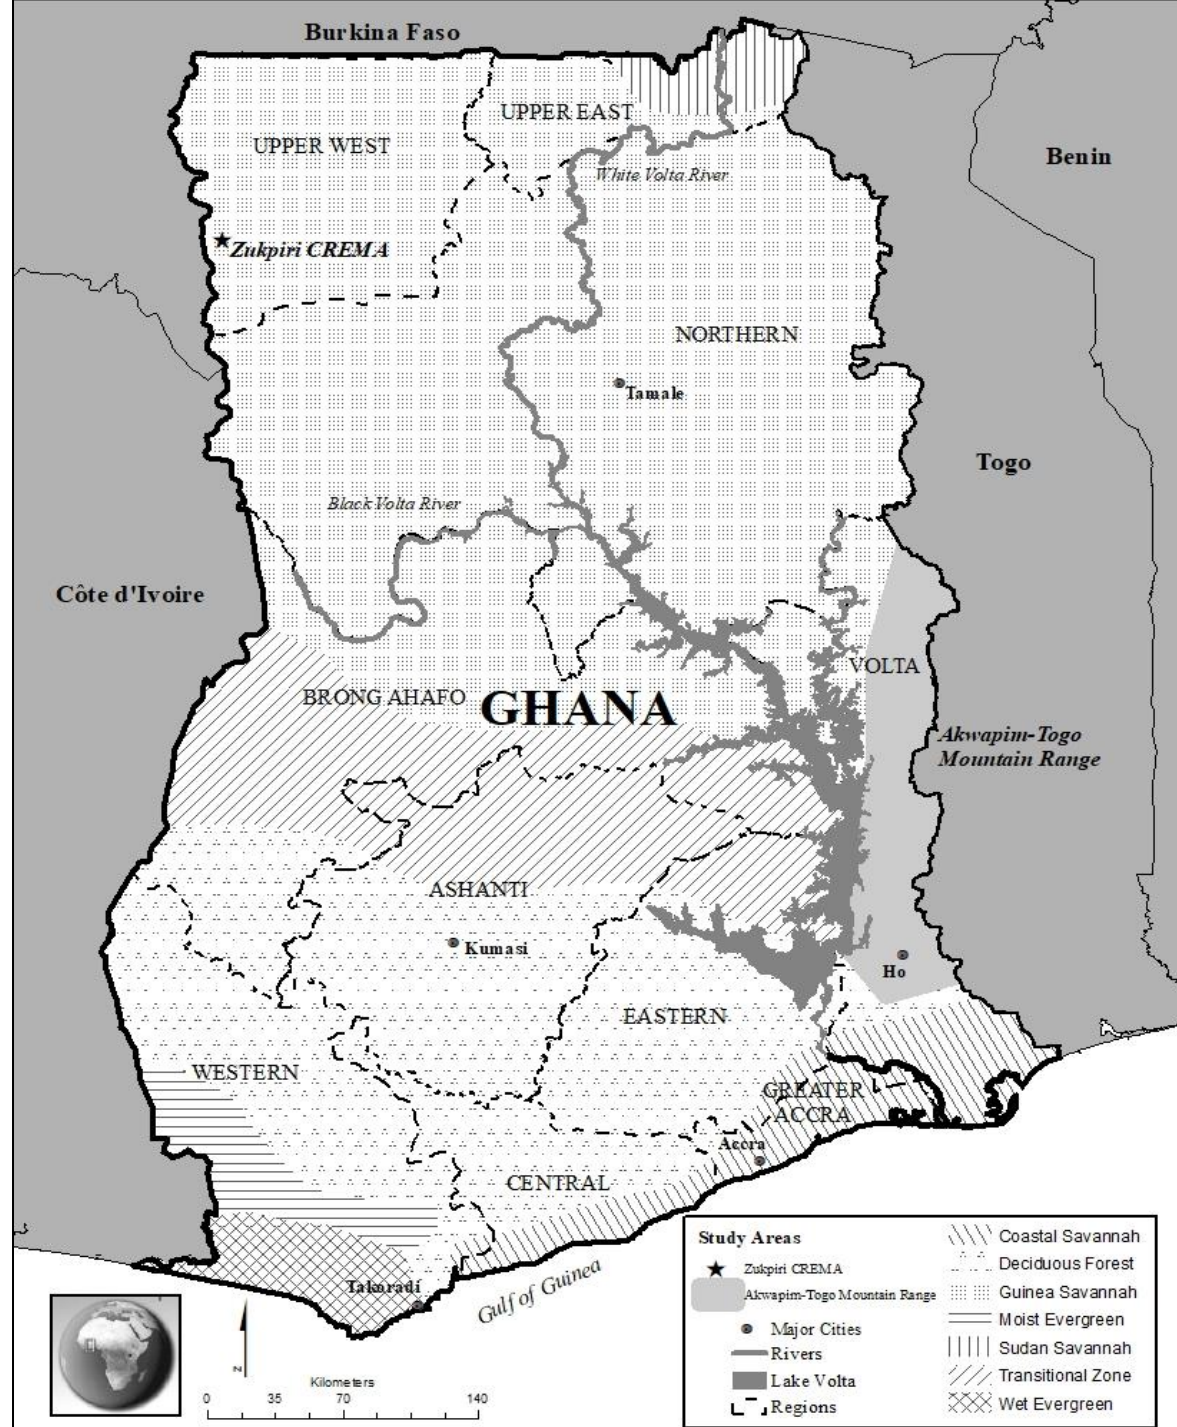 Burkina Faso
UPPER EAST
UPPER WEST
Benin
White Volta River
Zukpiri CREMA
NORTHERN
Tamale
Togo
Black Volta River
Côte d'Ivoire
VOLTA
BRONG AHAFO
GHANA
Akwapim-Togo
Mountain Range
ASHANTI
Kumasi
Ho
EASTERN
WESTERN
GREATER
ACCRA
Accra
CENTRAL
Takoradi
Gulf of Guinea
Study Areas
Zukpiri CREMA
Akwapim-Togo Mountain Range
Major Cities
Rivers
Lake Volta
Regions
Coastal Savannah
Deciduous Forest
Guinea Savannah
Moist Evergreen
Sudan Savannah
Transitional Zone
Wet Evergreen
N
Kilometers
0 35 70 140